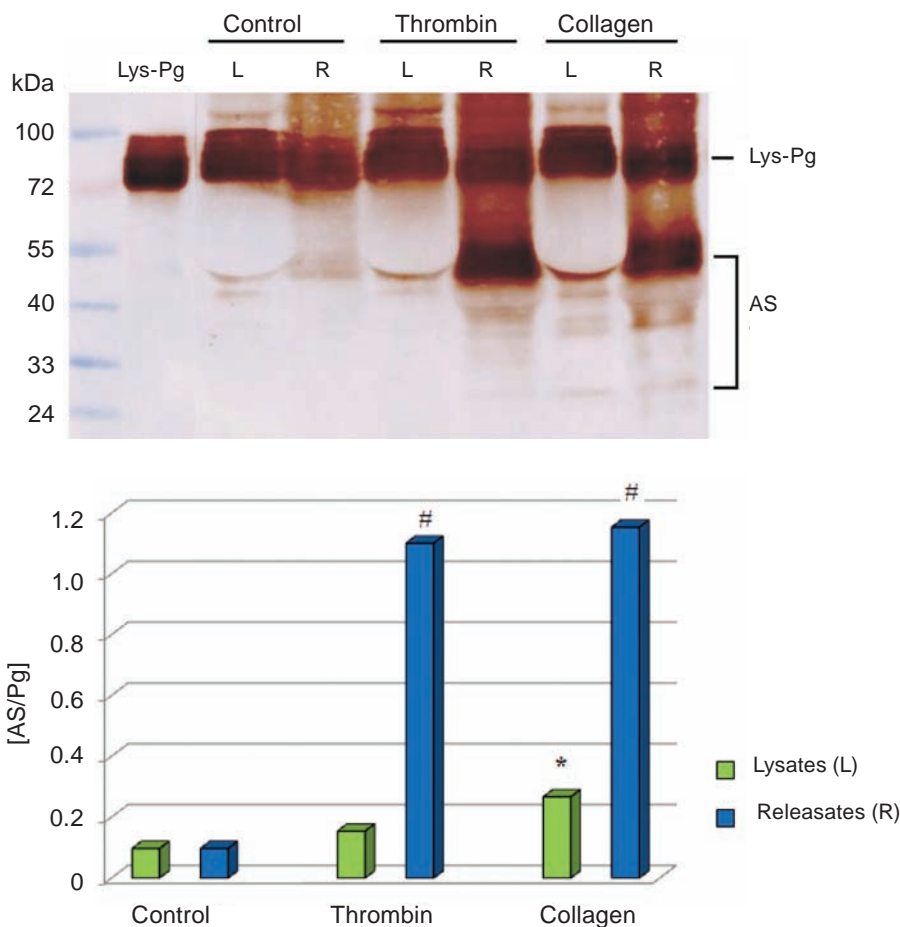 Control Thrombin Collagen
kDa Lys-Pg L R L R L R
100
Lys-Pg
72
55
40
AS
33
24
# #
1.2
1.0
0.8
0.6
0.4
*
0.2
0
[AS/Pg]
Lysates (L)
Releasates (R)
Control Thrombin Collagen